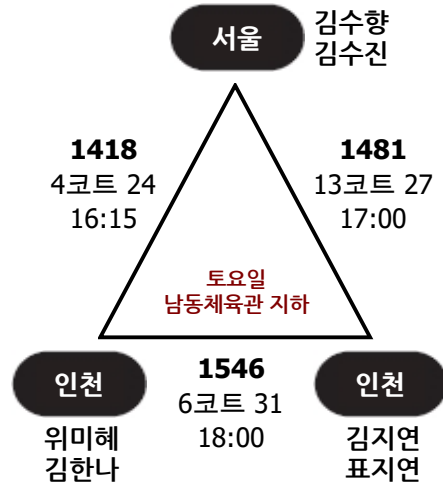 서울
김수향
김수진
1418
4코트 24
16:15
1481
13코트 27
17:00
토요일
남동체육관 지하
인천
위미혜
김한나
1546
6코트 31
18:00
인천
김지연
표지연